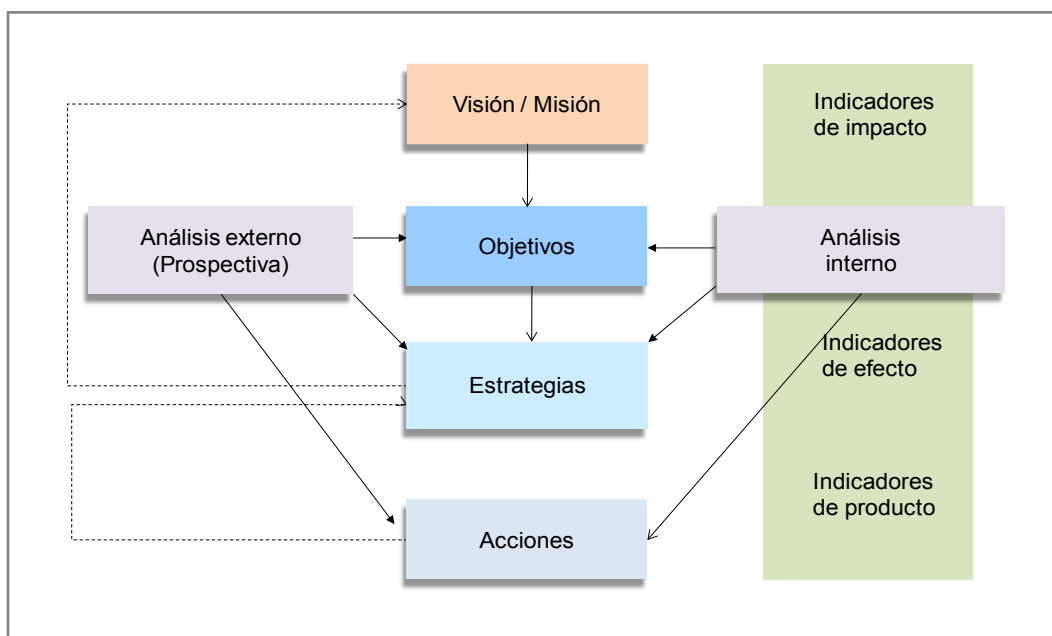 Visión / Misión
Indicadores
de impacto
Análisis externo
(Prospectiva)
Objetivos
Análisis
interno
Estrategias
Indicadores
de efecto
Indicadores
de producto
Acciones